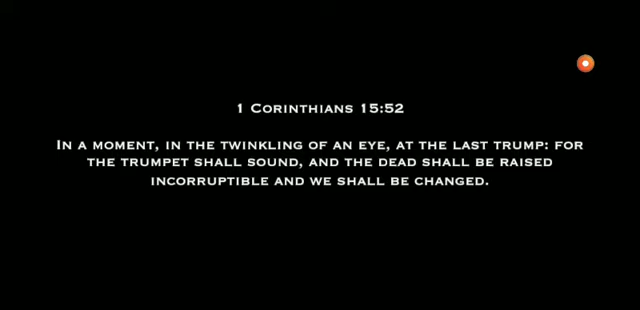 1 Corinthians 15:52
In a moment, in the twinkling of an eye, at the last trump: for
the trumpet shall sound, and the dead shall be raised
incorruptible and we shall be changed.